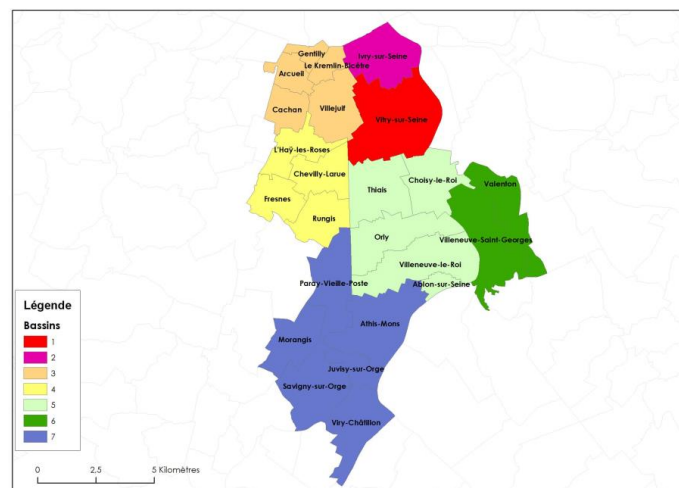 Gentilly
Ivry-sur-Seine
Le Kremlin-Bicêtre
Arcueil
Cachan
Villejuif
Vitry-sur-Seine
L'Haÿ-les-Roses
Chevilly-Larue
Choisy-le-Roi
Valenton
Thiais
Fresnes
Rungis
Orly
Villeneuve-Saint-Georges
Villeneuve-le-Roi
Paray-Vieille-Poste
Ablon-sur-Seine
Athis-Mons
Morangis
Juvisy-sur-Orge
Savigny-sur-Orge
Viry-Châtillon
Légende
Bassins
1
2
3
4
5
6
7
0 2,5 5 Kilomètres